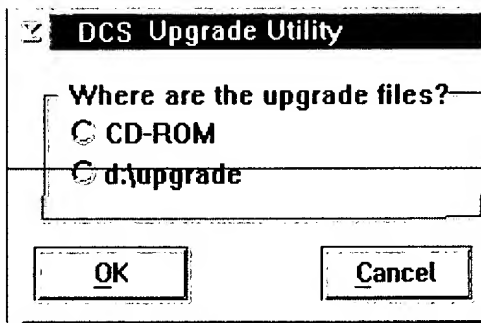 DCS Upgrade Utility
Where are the upgrade files?
CD-ROM
d:\upgrade
OK
Cancel